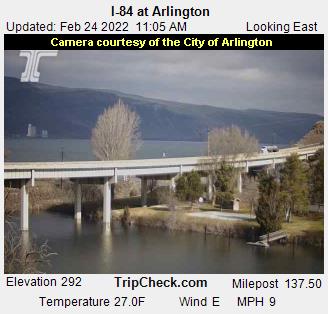 I-84 at Arlington
Updated: Feb 24 2022 11:05 AM Looking East
Camera courtesy of the City of Arlington
Elevation 292 TripCheck.com Milepost 137.50
Temperature 27.0F Wind E MPH 9